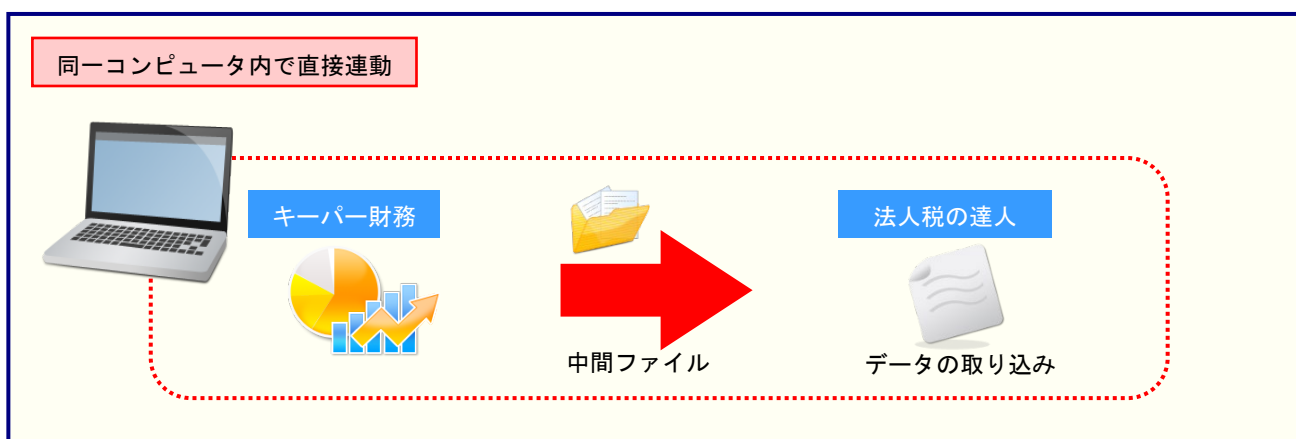 同一コンピュータ内で直接連動
キーパー財務
法人税の達人
中間ファイル
データの取り込み